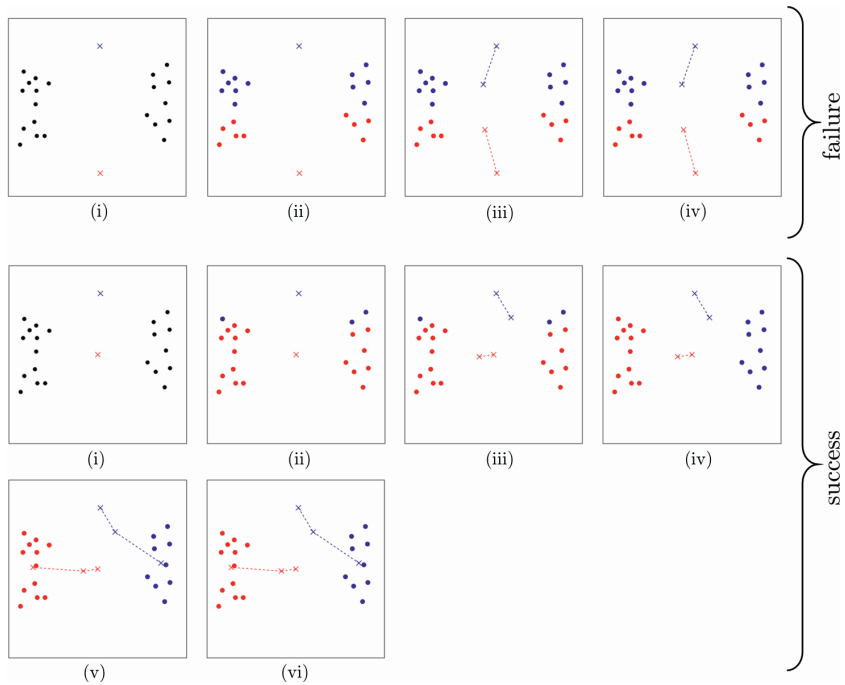 (i) (ii) (iii) (iv)
failure
(i) (ii) (iii) (iv)
success
(v) (vi)